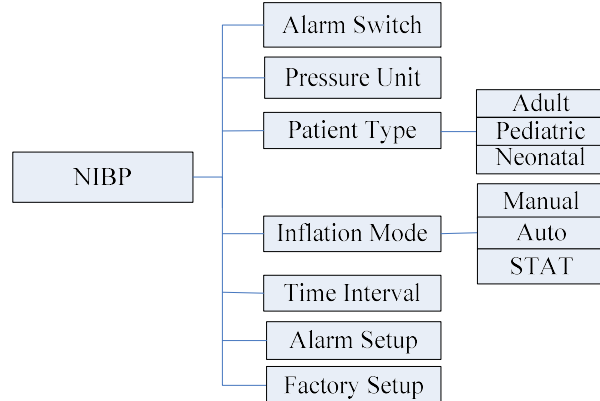 Alarm Switch
Pressure Unit
Patient Type
Adult
Pediatric
Neonatal
NIBP
Inflation Mode
Manual
Auto
STAT
Time Interval
Alarm Setup
Factory Setup